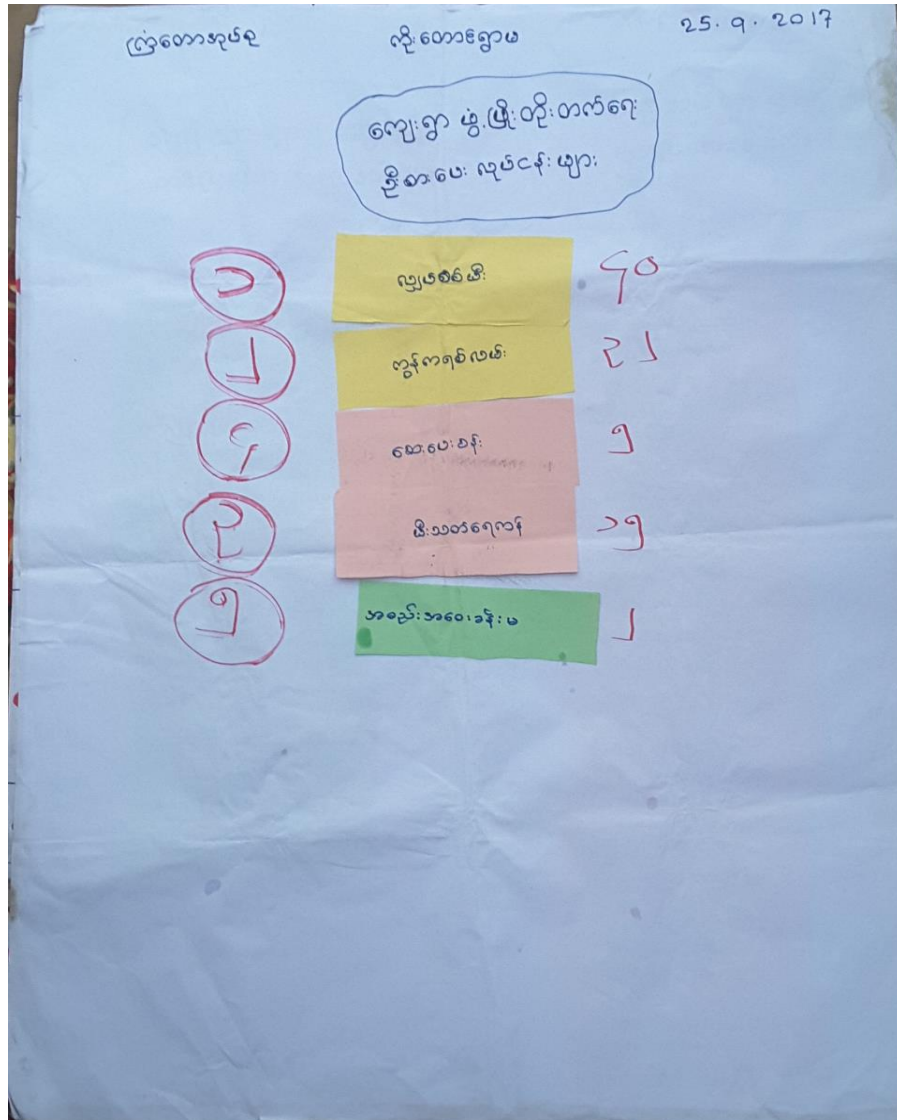 ကြံတောအုပ်စု ကိုးတောင်ရွာမ 25.9.2017
ကျေးရွာ ဖွံ့ဖြိုးတိုးတက်ရေး
ဦးစားပေး လုပ်ငန်းများ
၁ လျှပ်စစ်မီး ၄၀
၂ ကွန်ကရစ်လမ်း ၃၂
၄ ဆေးပေးခန်း ၅
၃ မီးသတ်ရေကန် ၁၅
၅ အစည်းအဝေးခန်းမ ၂